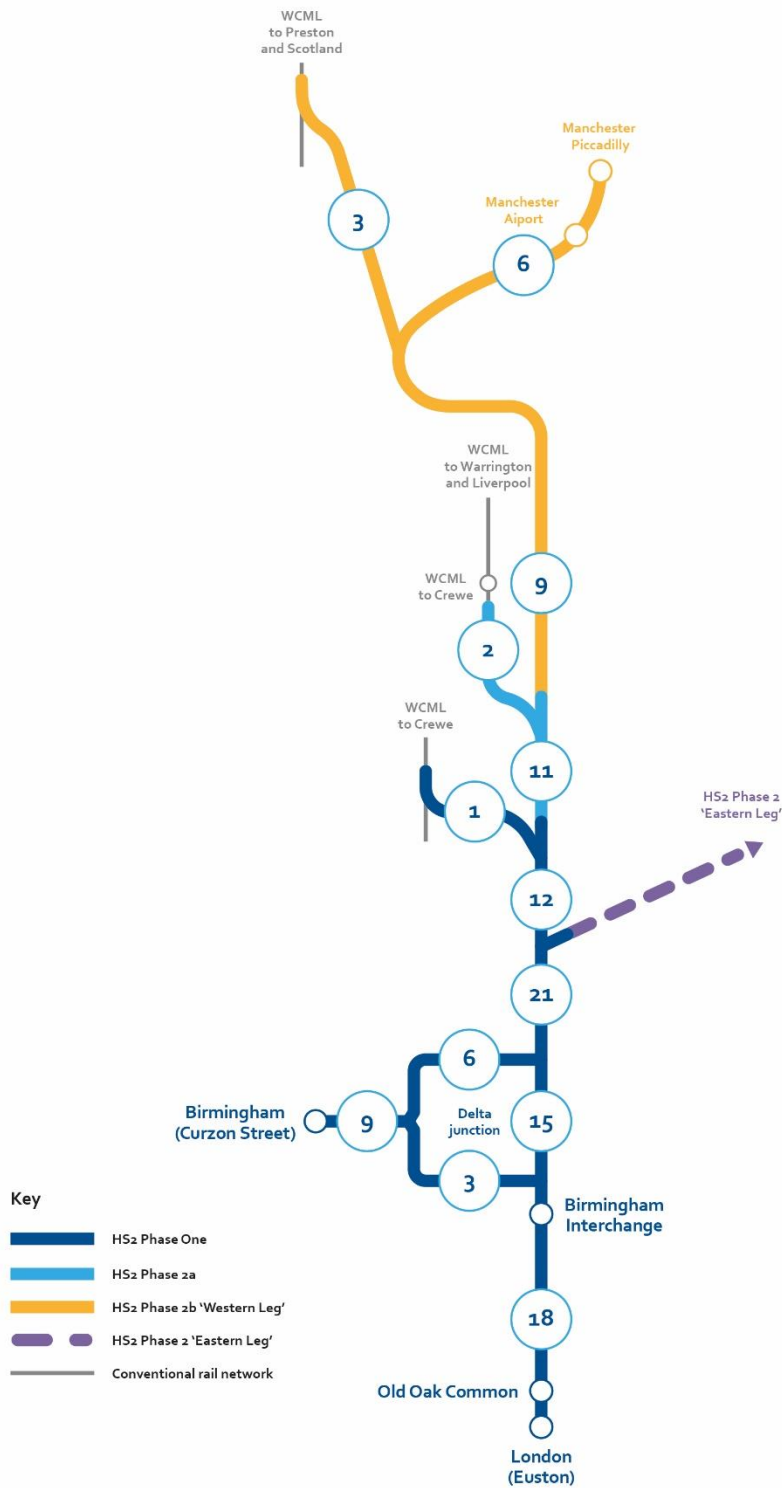 WCML
to Preston
and Scotland
Manchester
Piccadilly
Manchester
Aiport
3
6
WCML
to Warrington
and Liverpool
WCML
to Crewe
9
2
WCML
to Crewe
11
1
HS2 Phase 2
‘Eastern Leg’
12
21
6
Birmingham
(Curzon Street)
9
Delta
junction
15
3
Birmingham
Interchange
18
Old Oak Common
London
(Euston)
Key
HS2 Phase One
HS2 Phase 2a
HS2 Phase 2b ‘Western Leg’
HS2 Phase 2 ‘Eastern Leg’
Conventional rail network